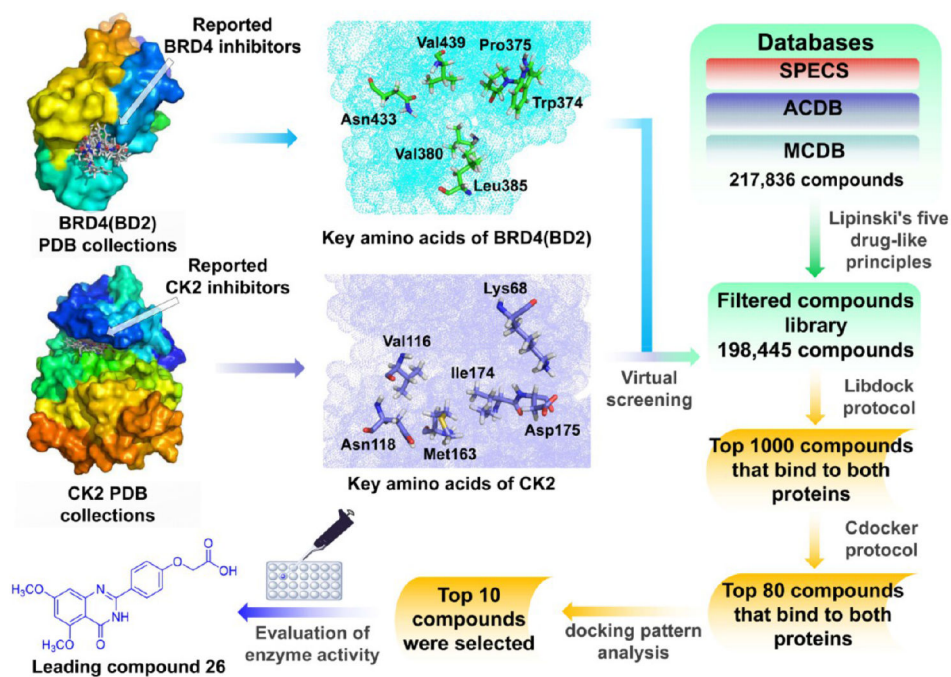 Reported
BRD4 inhibitors
BRD4(BD2)
PDB collections
Val439
Pro375
Asn433
Trp374
Val380
Leu385
Key amino acids of BRD4(BD2)
Databases
SPECS
ACDB
MCDB
217,836 compounds
Lipinski's five
drug-like
principles
Reported
CK2 inhibitors
CK2 PDB
collections
Lys68
Val116
Ile174
Asn118
Met163
Asp175
Key amino acids of CK2
Virtual
screening
Filtered compounds
library
198,445 compounds
Libdock
protocol
Top 1000 compounds
that bind to both
proteins
Cdocker
protocol
Top 80 compounds
that bind to both
proteins
docking pattern
analysis
Top 10
compounds
were selected
Evaluation of
enzyme activity
O
O
OH
H₃CO
N
NH
OCH₃
O
Leading compound 26